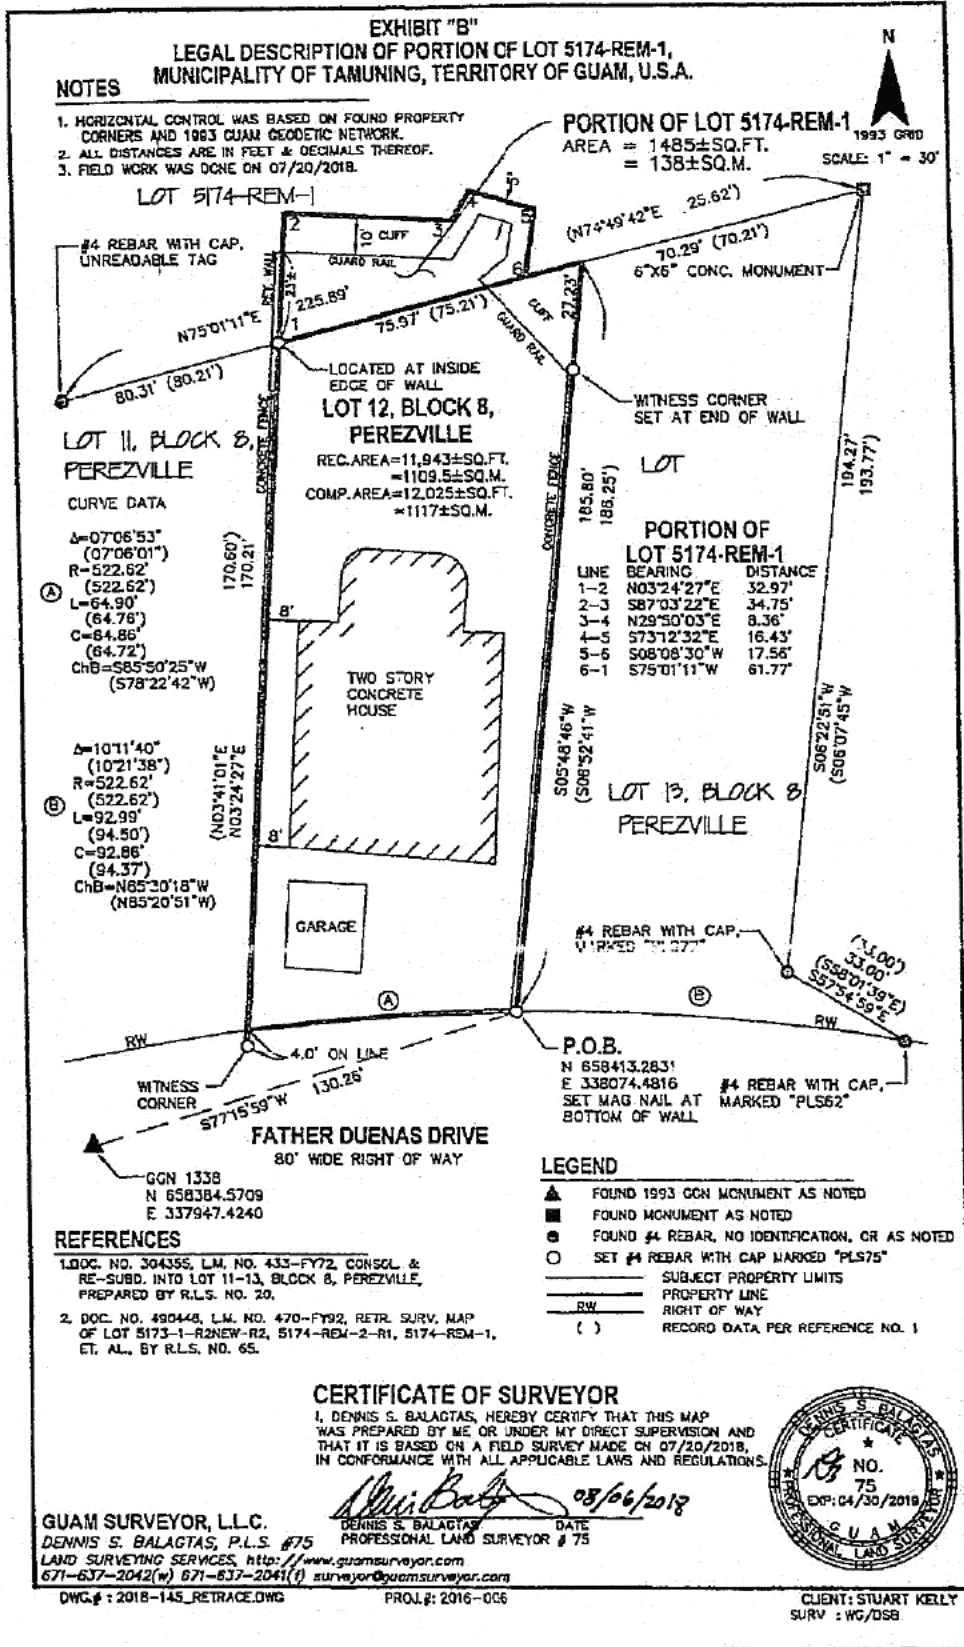 EXHIBIT "B"
LEGAL DESCRIPTION OF PORTION OF LOT 5174-REM-1,
MUNICIPALITY OF TAMUNING, TERRITORY OF GUAM, U.S.A.
NOTES
1. HORIZONTAL CONTROL WAS BASED ON FOUND PROPERTY
CORNERS AND 1993 GUAM GEODETIC NETWORK.
2. ALL DISTANCES ARE IN FEET & DECIMALS THEREOF.
3. FIELD WORK WAS DONE ON 07/20/2018.
N
1993 GRID
SCALE: 1" = 30'
PORTION OF LOT 5174-REM-1
AREA = 1485±SQ.FT.
= 138±SQ.M.
LOT 5174-REM-1
#4 REBAR WITH CAP,
UNREADABLE TAG
2
3
4
5'
5
6
1
10' CLIFF
GUARD RAIL
RET. WALL
23'±
225.89'
N75°01'11"E
80.31' (80.21')
75.97' (75.21')
(N74°49'42"E 25.62')
70.29' (70.21')
6"X6" CONC. MONUMENT
27.23'
CLIFF
GUARD RAIL
LOCATED AT INSIDE
EDGE OF WALL
WITNESS CORNER
SET AT END OF WALL
LOT 12, BLOCK 8,
PEREZVILLE
REC.AREA=11,943±SQ.FT.
=1109.5±SQ.M.
COMP.AREA=12,025±SQ.FT.
=1117±SQ.M.
LOT 11, BLOCK 8,
PEREZVILLE
CONCRETE FENCE
CONCRETE FENCE
LOT
194.27'
193.77')
185.80'
186.25')
170.60')
170.21'
CURVE DATA
A
Δ=07°06'53"
(07°06'01")
R=522.62'
(522.62')
L=64.90'
(64.76')
C=64.86'
(64.72')
ChB=S85°50'25"W
(S78°22'42"W)
B
Δ=10°11'40"
(10°21'38")
R=522.62'
(522.62')
L=92.99'
(94.50')
C=92.86'
(94.37')
ChB=N85°30'18"W
(N85°20'51"W)
PORTION OF
LOT 5174-REM-1
LINE BEARING DISTANCE
1-2 N03°24'27"E 32.97'
2-3 S87°03'22"E 34.75'
3-4 N29°50'03"E 8.36'
4-5 S73°12'32"E 16.43'
5-6 S08°08'30"W 17.56'
6-1 S75°01'11"W 61.77'
8'
TWO STORY
CONCRETE
HOUSE
8'
(N03°41'01"E
N03°24'27"E
S05°48'46"W
(S06°52'41"W
S06°22'51"W
(S06°07'45"W
LOT 13, BLOCK 8
PEREZVILLE
GARAGE
#4 REBAR WITH CAP,
MARKED
(33.00')
33.00'
(S58°01'39"E)
S57°54'59"E
A
B
RW
RW
4.0' ON LINE
WITNESS
CORNER
S77°15'59"W
130.26'
P.O.B.
N 658413.2831
E 338074.4816
SET MAG NAIL AT
BOTTOM OF WALL
#4 REBAR WITH CAP,
MARKED "PLS62"
FATHER DUENAS DRIVE
80' WIDE RIGHT OF WAY
GGN 1338
N 658384.5709
E 337947.4240
LEGEND
FOUND 1993 GGN MONUMENT AS NOTED
FOUND MONUMENT AS NOTED
FOUND #4 REBAR, NO IDENTIFICATION, OR AS NOTED
SET #4 REBAR WITH CAP MARKED "PLS75"
SUBJECT PROPERTY LIMITS
PROPERTY LINE
RW RIGHT OF WAY
( ) RECORD DATA PER REFERENCE NO. 1
REFERENCES
1.DOC. NO. 304355, L.M. NO. 433-FY72, CONSOL. &
RE-SUBD. INTO LOT 11-13, BLOCK 8, PEREZVILLE,
PREPARED BY R.L.S. NO. 20.
2. DOC. NO. 490448, L.M. NO. 470-FY92, RETR. SURV. MAP
OF LOT 5173-1-R2NEW-R2, 5174-REM-2-R1, 5174-REM-1,
ET. AL., BY R.L.S. NO. 65.
CERTIFICATE OF SURVEYOR
I, DENNIS S. BALAGTAS, HEREBY CERTIFY THAT THIS MAP
WAS PREPARED BY ME OR UNDER MY DIRECT SUPERVISION AND
THAT IT IS BASED ON A FIELD SURVEY MADE ON 07/20/2018,
IN CONFORMANCE WITH ALL APPLICABLE LAWS AND REGULATIONS.
08/06/2018
DENNIS S. BALAGTAS DATE
PROFESSIONAL LAND SURVEYOR # 75
DENNIS S. BALAGTAS
CERTIFICATE
NO.
75
EXP: 04/30/2019
GUAM
PROFESSIONAL LAND SURVEYOR
GUAM SURVEYOR, L.L.C.
DENNIS S. BALAGTAS, P.L.S. #75
LAND SURVEYING SERVICES, http://www.guamsurveyor.com
671-637-2042(w) 671-637-2041(f) surveyor@guamsurveyor.com
DWG.# : 2018-145_RETRACE.DWG
PROJ.#: 2016-006
CLIENT: STUART KELLY
SURV : WG/DSB